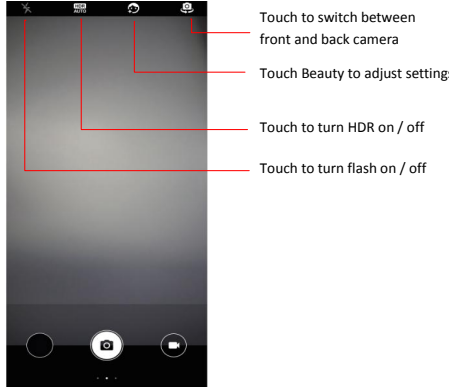 HDR
AUTO
Touch to switch between
front and back camera
Touch Beauty to adjust settings
Touch to turn HDR on / off
Touch to turn flash on / off